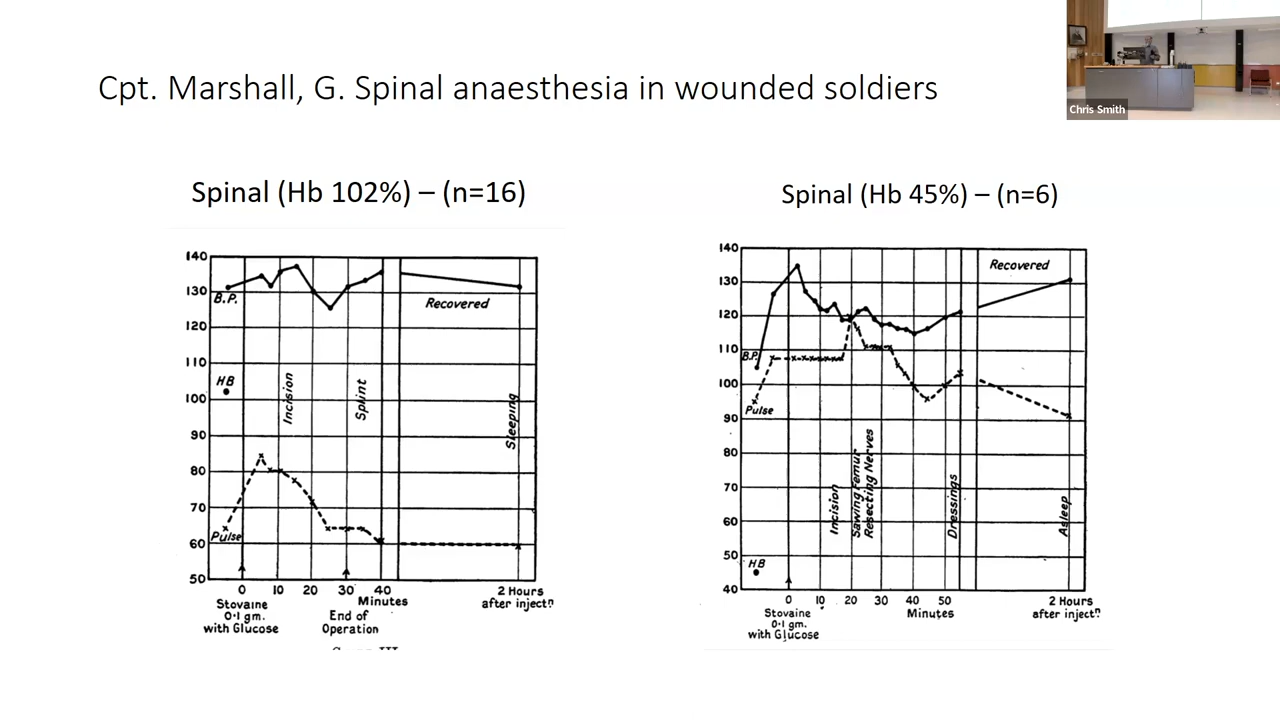 Cpt. Marshall, G. Spinal anaesthesia in wounded soldiers
Chris Smith
Spinal (Hb 102%) – (n=16)
140
130
120
110
100
90
80
70
60
50
B.P.
HB
Pulse
Incision
Splint
Recovered
Sleeping
0 10 20 30 40
Minutes
2 Hours
after injectⁿ
Stovaine
0·1 gm.
with Glucose
End of
Operation
Spinal (Hb 45%) – (n=6)
140
130
120
110
100
90
80
70
60
50
40
B.P.
Pulse
HB
Incision
Sawing Femur
Resecting Nerves
Dressings
Recovered
Asleep
0 10 20 30 40 50
Minutes
2 Hours
after injectⁿ
Stovaine
0·1 gm.
with Glucose